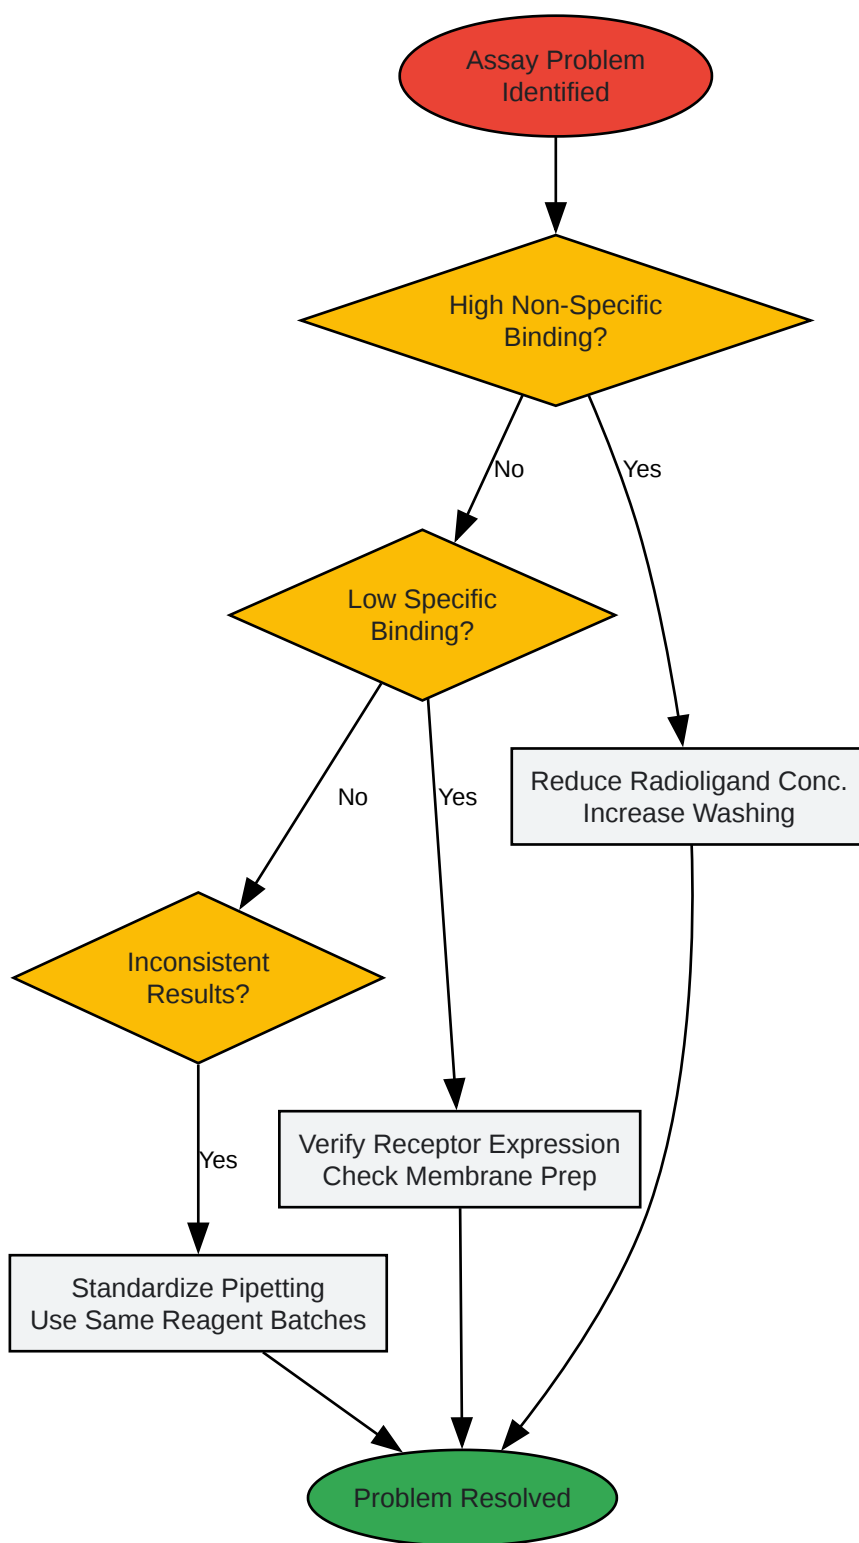 Assay Problem
Identified
High Non-Specific
Binding?
No
Yes
Low Specific
Binding?
No
Yes
Reduce Radioligand Conc.
Increase Washing
Inconsistent
Results?
Yes
Verify Receptor Expression
Check Membrane Prep
Standardize Pipetting
Use Same Reagent Batches
Problem Resolved